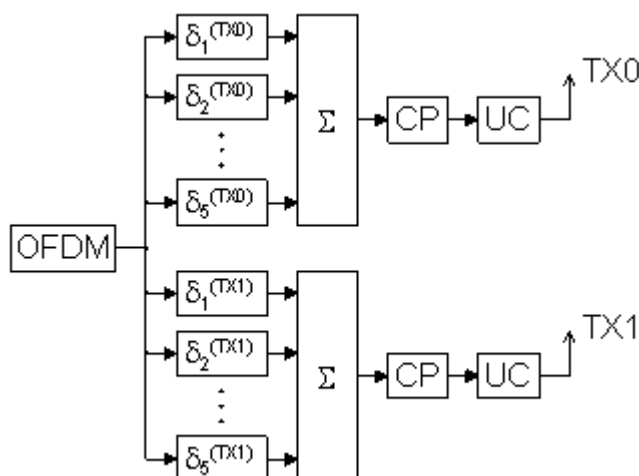 δ₁⁽ᵀˣ⁰⁾
δ₂⁽ᵀˣ⁰⁾
δ₅⁽ᵀˣ⁰⁾
Σ
CP
UC
TX0
OFDM
δ₁⁽ᵀˣ¹⁾
δ₂⁽ᵀˣ¹⁾
δ₅⁽ᵀˣ¹⁾
Σ
CP
UC
TX1